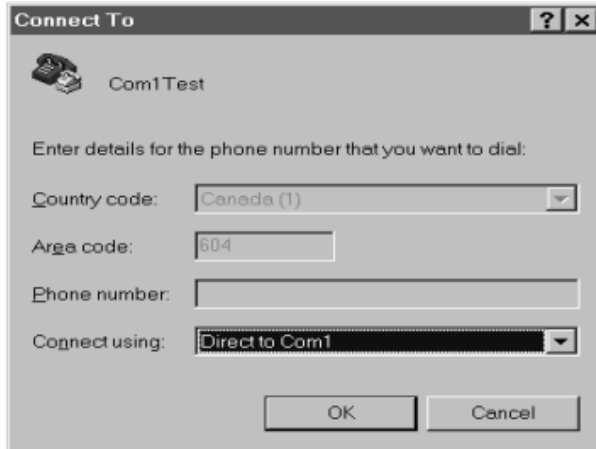 Connect To
Com1Test
Enter details for the phone number that you want to dial:
Country code: Canada (1)
Area code: 604
Phone number:
Connect using: Direct to Com1
OK Cancel